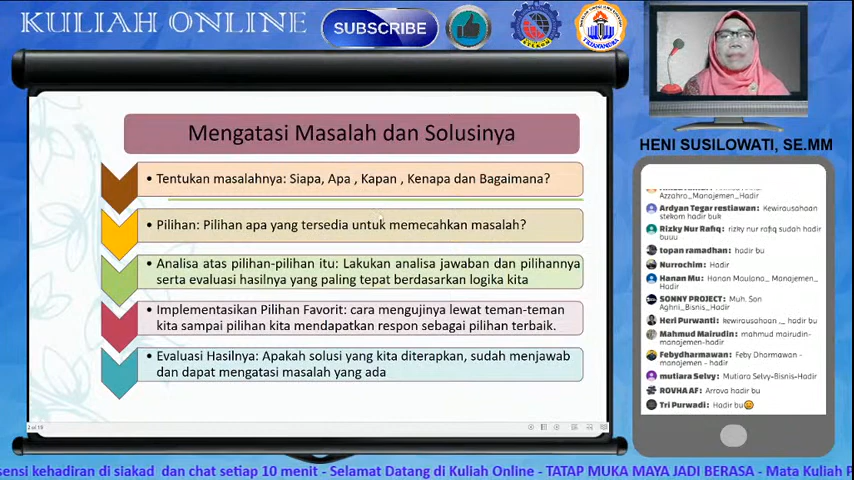 KULIAH ONLINE
SUBSCRIBE
STEKOM
HENI SUSILOWATI, SE.MM
Mengatasi Masalah dan Solusinya
• Tentukan masalahnya: Siapa, Apa , Kapan , Kenapa dan Bagaimana?
• Pilihan: Pilihan apa yang tersedia untuk memecahkan masalah?
• Analisa atas pilihan-pilihan itu: Lakukan analisa jawaban dan pilihannya
serta evaluasi hasilnya yang paling tepat berdasarkan logika kita
• Implementasikan Pilihan Favorit: cara mengujinya lewat teman-teman
kita sampai pilihan kita mendapatkan respon sebagai pilihan terbaik.
• Evaluasi Hasilnya: Apakah solusi yang kita diterapkan, sudah menjawab
dan dapat mengatasi masalah yang ada
Azzahro_Manajemen_Hadir
Ardyan Tegar restiawan: Kewirausahaan
stekom hadir buk
Rizky Nur Rafiq: rizky nur rafiq sudah hadir
buuu
topan ramadhan: hadir bu
Nurrochim: Hadir
Hanan Mu: Hanan Maulana_ Manajemen_
Hadir
SONNY PROJECT: Muh. Son
Aghni_Bisnis_Hadir
Heri Purwanti: kewirausahaan ._ hadir bu
Mahmud Mairudin: mahmud mairudin-
manajemen-hadir
Febydharmawan: Feby Dharmawan -
manajemen - hadir
mutiara Selvy: Mutiara Selvy-Bisnis-Hadir
ROVHA AF: Arrova hadir bu
Tri Purwadi: Hadir bu😊
sensi kehadiran di siakad dan chat setiap 10 menit - Selamat Datang di Kuliah Online - TATAP MUKA MAYA JADI BERASA - Mata Kuliah P